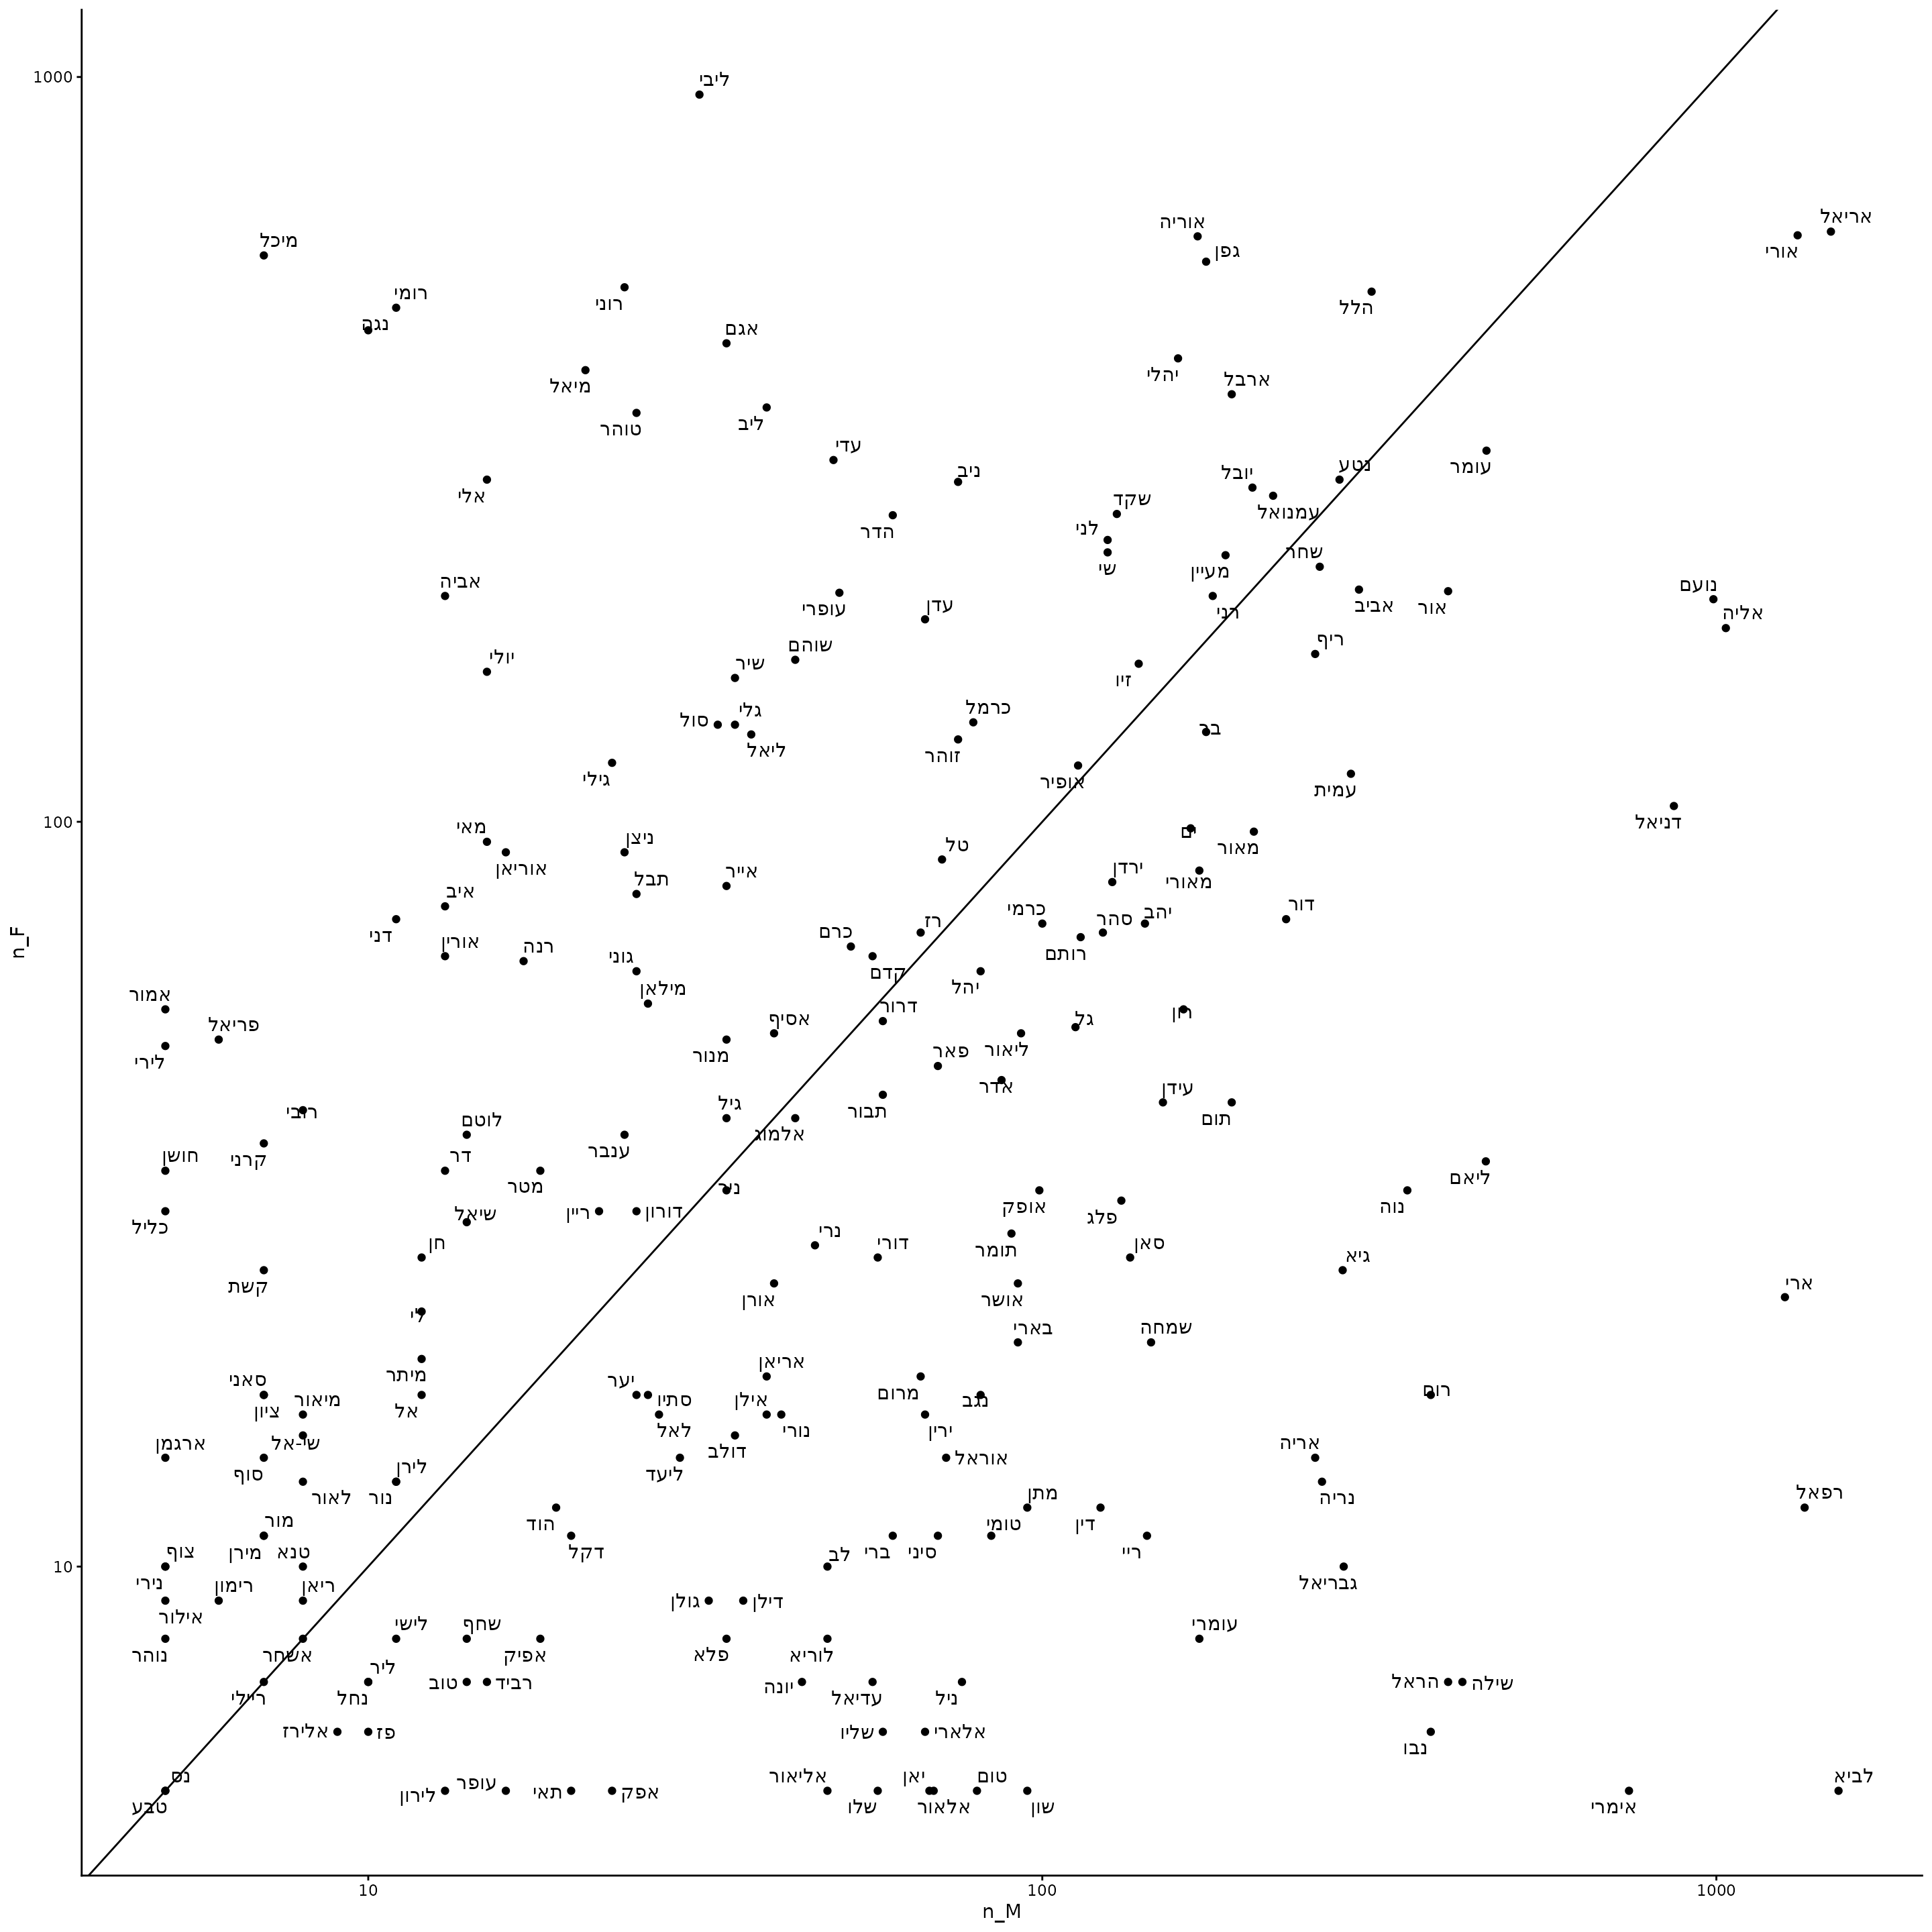 1000
100
10
n_F
10
100
1000
n_M
ליבי
מיכל
אוריה
גפן
אריאל
אורי
רומי
נגה
רוני
הלל
אגם
מיאל
יהלי
ארבל
טוהר
ליב
עדי
ניב
עומר
אלי
יובל
נטע
עמנואל
הדר
שקד
לני
שי
מעיין
שחר
אביה
עופרי
עדן
רני
אביב
אור
נועם
אליה
ריף
שוהם
שיר
יולי
זיו
סול
גלי
ליאל
כרמל
זוהר
בר
גילי
אופיר
עמית
דניאל
מאי
אוריאן
ניצן
טל
ים
מאור
תבל
אייר
ירדן
מאורי
איב
דני
כרמי
סהר
יהב
דור
רותם
אורין
רנה
גוני
מילאן
כרם
רז
קדם
יהל
אמור
פריאל
לירי
אסיף
מנור
דרור
ליאור
גל
רון
פאר
אדר
תבור
עידן
תום
רובי
גיל
אלמוג
לוטם
ענבר
קרני
חושן
דר
מטר
ליאם
ניר
אופק
פלג
נוה
כליל
שיאל
ריין
דורון
חן
נרי
דורי
תומר
סאן
קשת
אורן
אושר
גיא
ארי
לי
בארי
שמחה
מיתר
אריאן
סאני
מיאור
ציון
אל
יער
סתיו
אילן
נורי
מרום
נגב
ירין
רום
לאל
דולב
שי-אל
ארגמן
סוף
ליעד
אוראל
אריה
לירן
נור
לאור
נריה
הוד
דקל
מתן
טומי
דין
רפאל
מור
מירן
טנא
ברי
סיני
ריי
צוף
נירי
לב
גבריאל
רימון
ריאן
אילור
גולן
דילן
נוהר
אשחר
לישי
שחף
אפיק
פלא
לוריא
עומרי
ליר
ריילי
נחל
טוב
רביד
יונה
עדיאל
ניל
הראל
שילה
אלירז
פז
שליו
אלארי
נבו
נס
טבע
לירון
עופר
תאי
אפק
אליאור
שלו
יאן
אלאור
טום
שון
אימרי
לביא